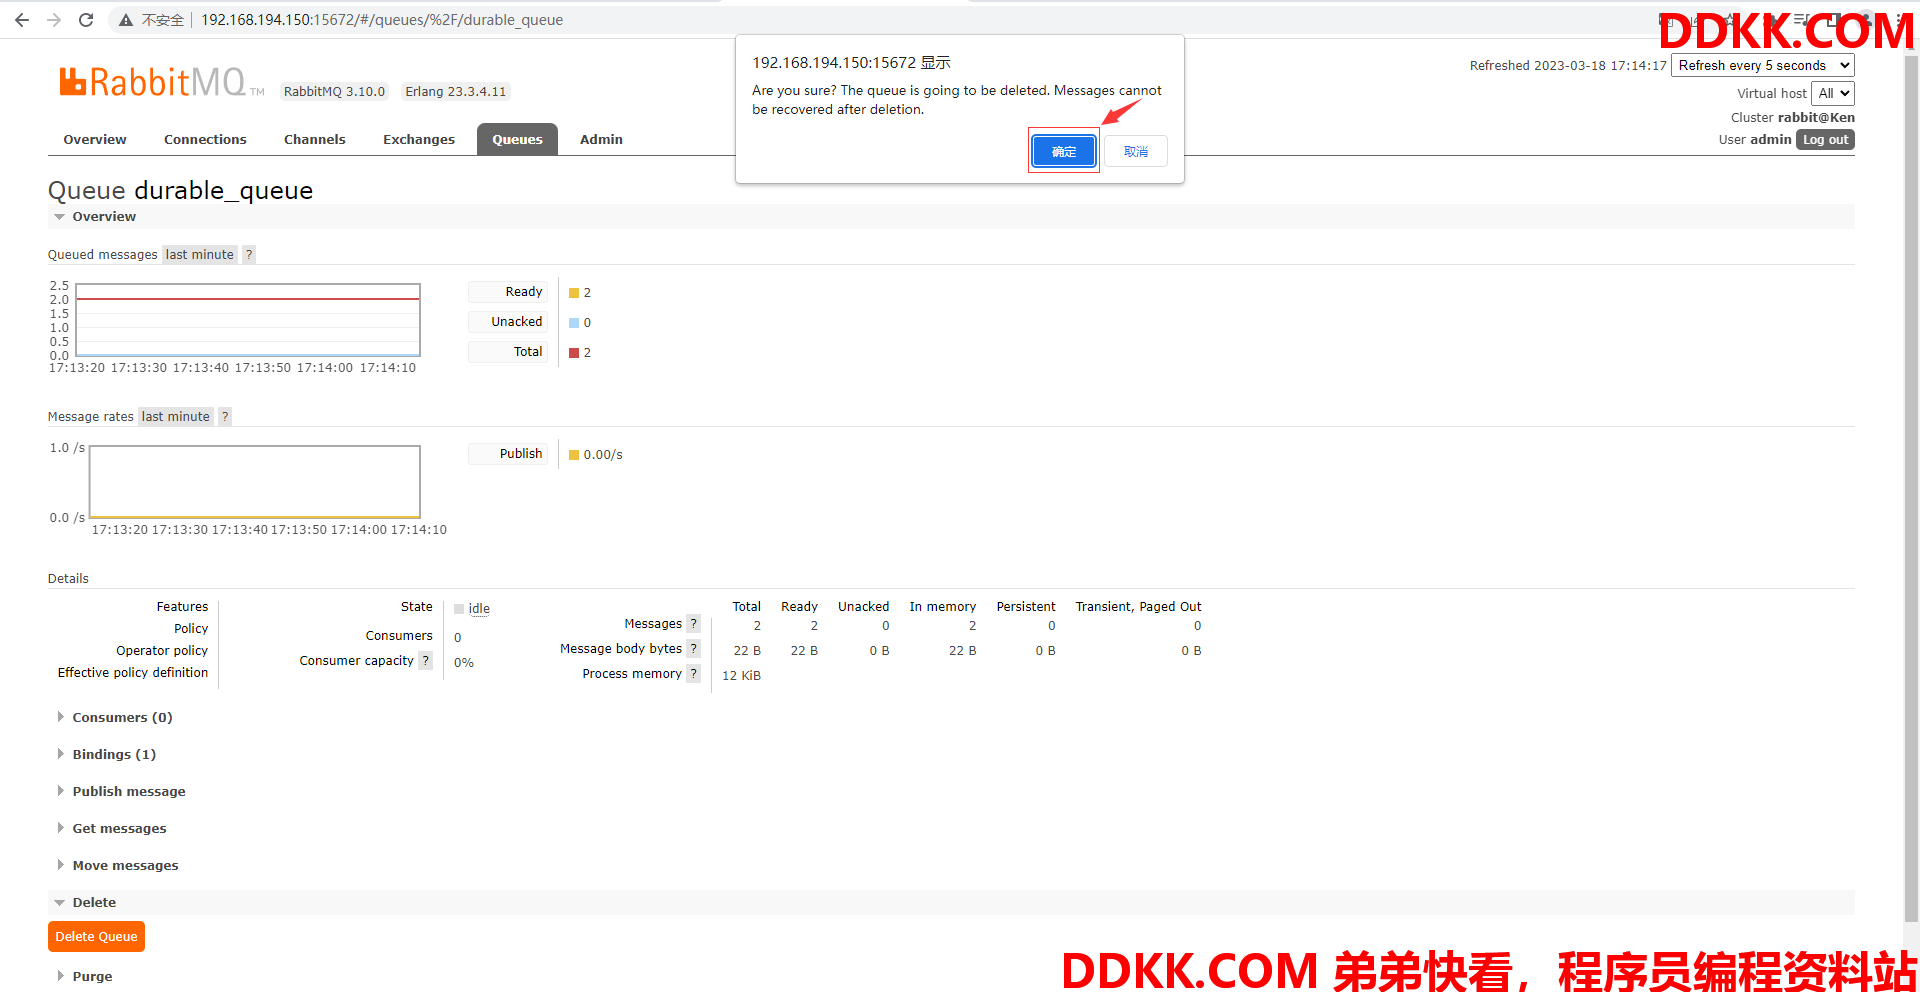 不安全 192.168.194.150:15672/#/queues/%2F/durable_queue
DDKK.COM
192.168.194.150:15672 显示
Are you sure? The queue is going to be deleted. Messages cannot
be recovered after deletion.
确定 取消
RabbitMQ TM RabbitMQ 3.10.0 Erlang 23.3.4.11
Refreshed 2023-03-18 17:14:17 Refresh every 5 seconds
Virtual host All
Cluster rabbit@Ken
User admin Log out
Overview Connections Channels Exchanges Queues Admin
Queue durable_queue
Overview
Queued messages last minute ?
2.5
2.0
1.5
1.0
0.5
0.0
17:13:20 17:13:30 17:13:40 17:13:50 17:14:00 17:14:10
Ready 2
Unacked 0
Total 2
Message rates last minute ?
1.0 /s
0.0 /s
17:13:20 17:13:30 17:13:40 17:13:50 17:14:00 17:14:10
Publish 0.00/s
Details
Features
Policy
Operator policy
Effective policy definition
State idle
Consumers 0
Consumer capacity ? 0%
Total Ready Unacked In memory Persistent Transient, Paged Out
Messages ? 2 2 0 2 0 0
Message body bytes ? 22 B 22 B 0 B 22 B 0 B 0 B
Process memory ? 12 KiB
Consumers (0)
Bindings (1)
Publish message
Get messages
Move messages
Delete
Delete Queue
Purge
DDKK.COM 弟弟快看，程序员编程资料站